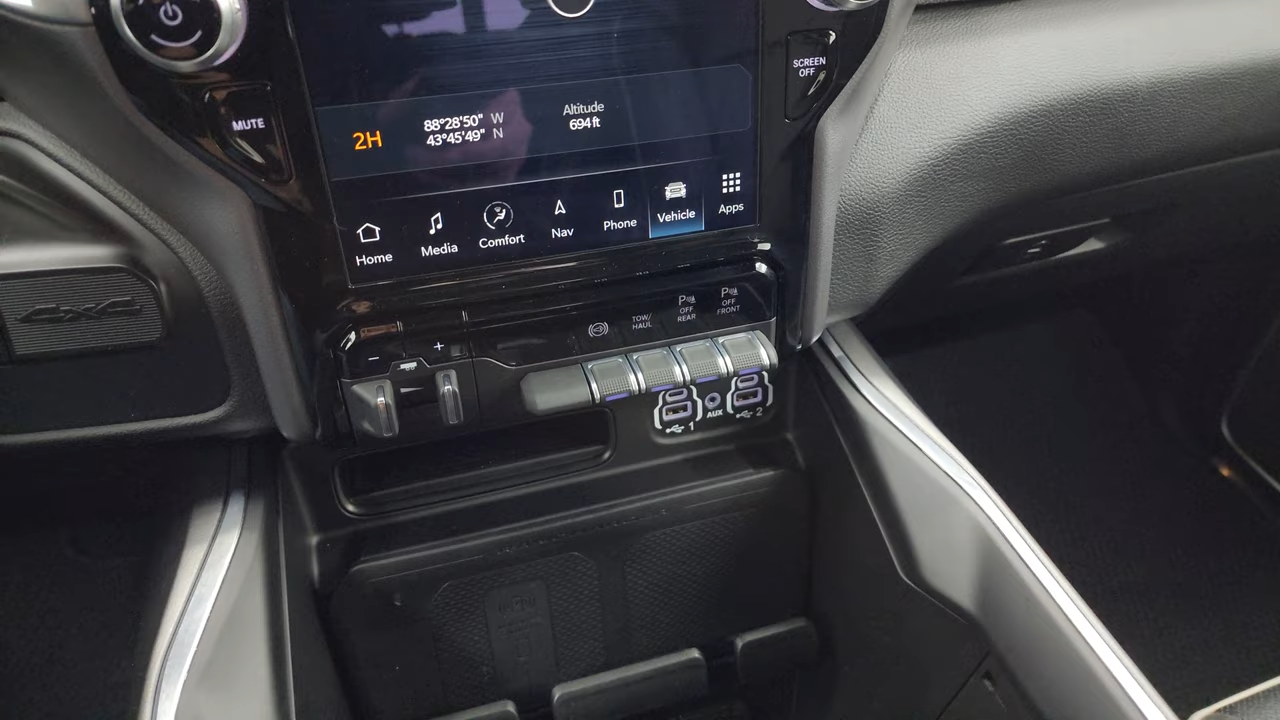 MUTE
SCREEN
OFF
2H
88°28'50" W
43°45'49" N
Altitude
694 ft
Home
Media
Comfort
Nav
Phone
Vehicle
Apps
4X4
− +
TOW/
HAUL
P
OFF
REAR
P
OFF
FRONT
1
AUX
2